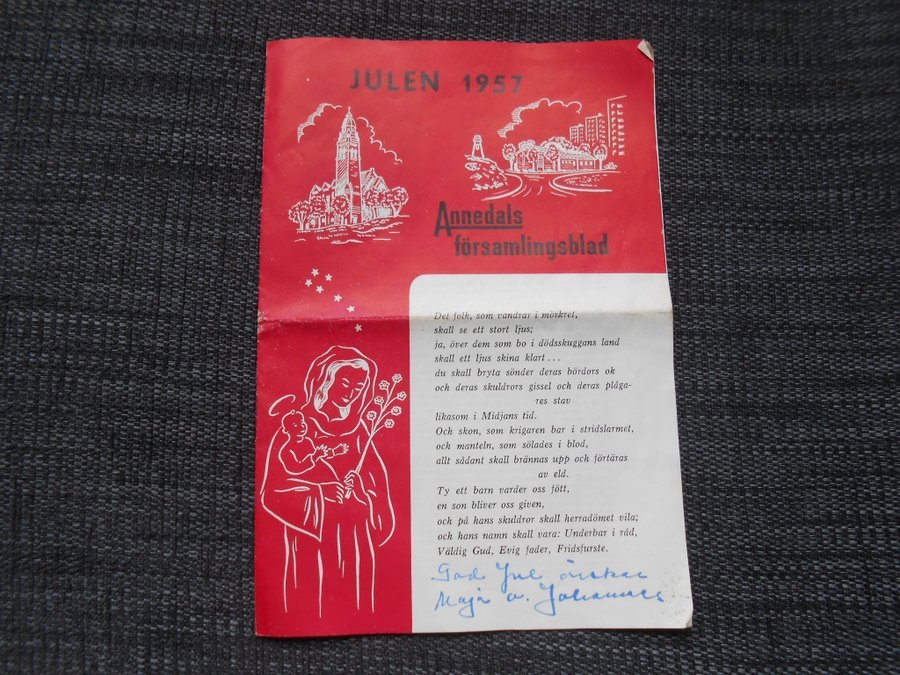 JULEN 1957
Annedals
församlingsblad
Det folk, som vandrar i mörkret,
skall se ett stort ljus;
ja, över dem som bo i dödsskuggans land
skall ett ljus skina klart...
du skall bryta sönder deras bördors ok
och deras skuldrors gissel och deras plåga-
res stav
likasom i Midjans tid.
Och skon, som krigaren bar i stridslarmet,
och manteln, som sölades i blod,
allt sådant skall brännas upp och förtäras
av eld.
Ty ett barn varder oss fött,
en son bliver oss given,
och på hans skuldror skall herradömet vila;
och hans namn skall vara: Underbar i råd,
Väldig Gud, Evig fader, Fridsfurste.
God Jul önskar
Maja o. Johannes